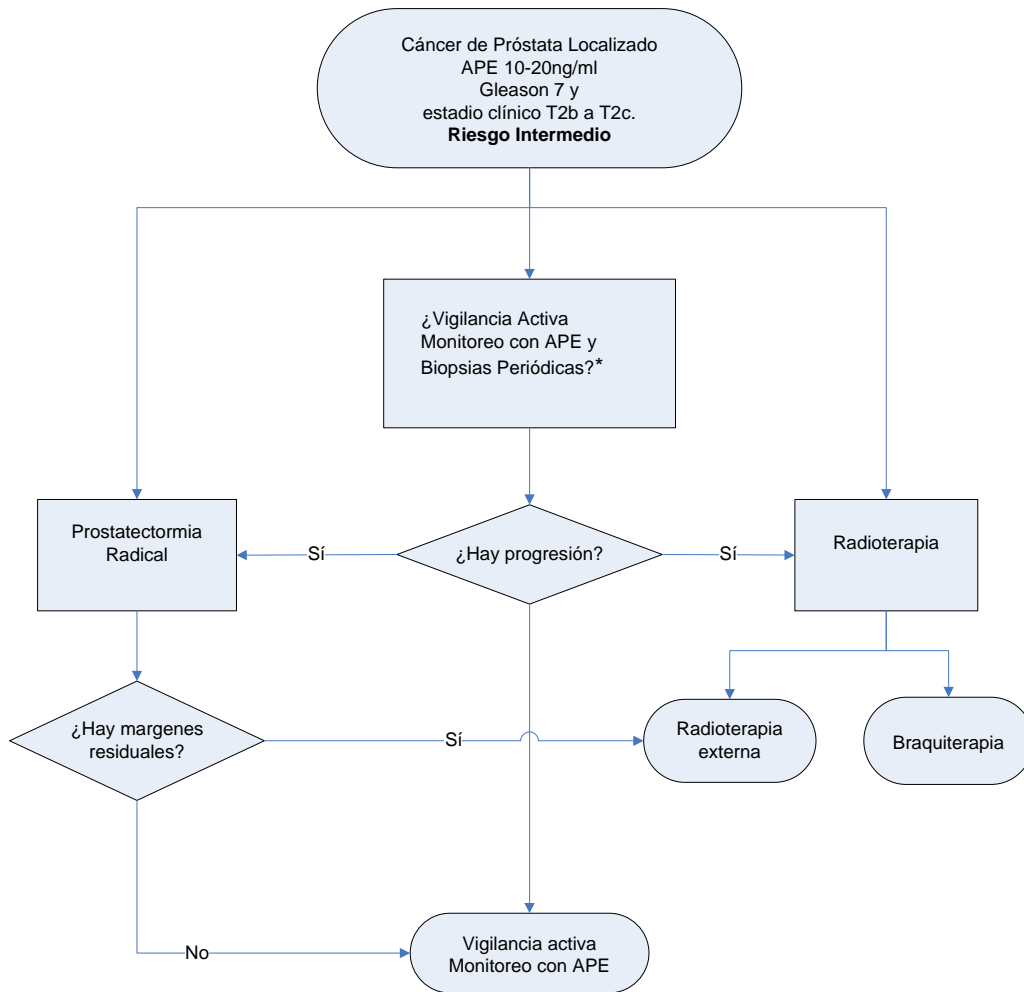 Cáncer de Próstata Localizado
APE 10-20ng/ml
Gleason 7 y
estadio clínico T2b a T2c.
Riesgo Intermedio
¿Vigilancia Activa
Monitoreo con APE y
Biopsias Periódicas?*
Prostatectormia
Radical
Sí
¿Hay progresión?
Sí
Radioterapia
¿Hay margenes
residuales?
Sí
Radioterapia
externa
Braquiterapia
No
Vigilancia activa
Monitoreo con APE